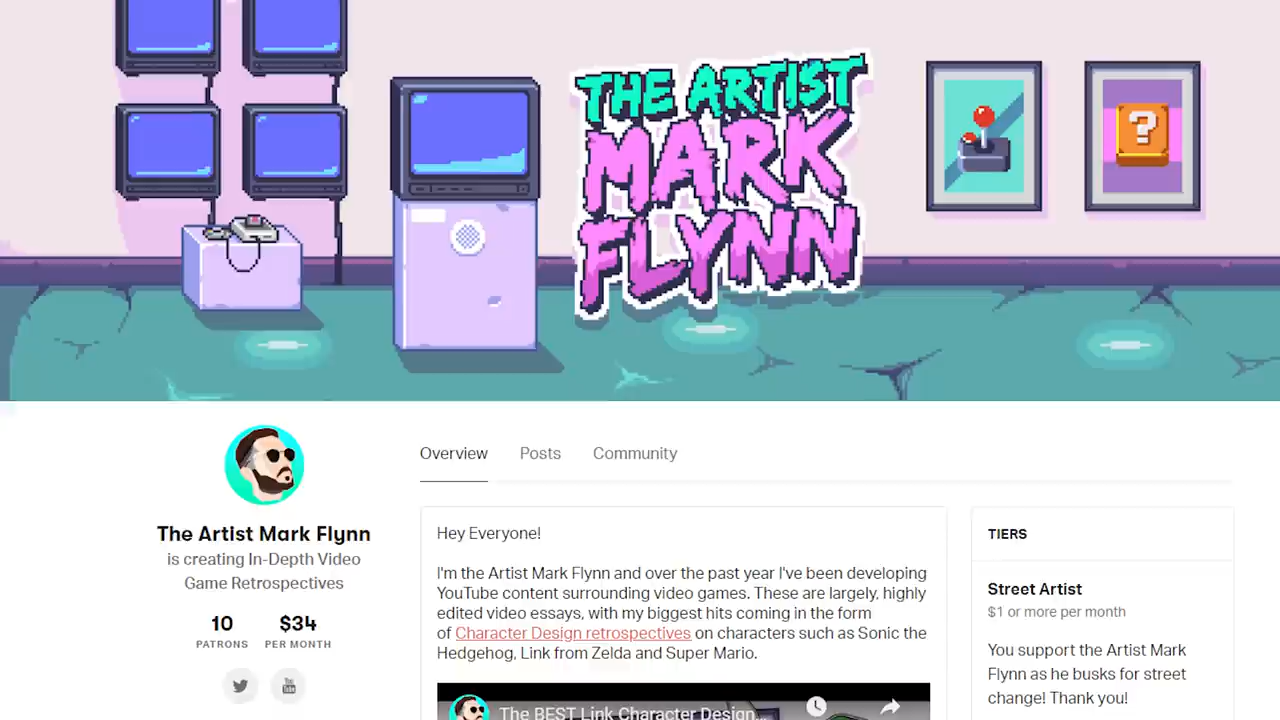 THE ARTIST
MARK
FLYNN
?
Overview
Posts
Community
The Artist Mark Flynn
is creating In-Depth Video
Game Retrospectives
10
PATRONS
$34
PER MONTH
Hey Everyone!
I'm the Artist Mark Flynn and over the past year I've been developing
YouTube content surrounding video games. These are largely, highly
edited video essays, with my biggest hits coming in the form
of Character Design retrospectives on characters such as Sonic the
Hedgehog, Link from Zelda and Super Mario.
The BEST Link Character Design...
TIERS
Street Artist
$1 or more per month
You support the Artist Mark
Flynn as he busks for street
change! Thank you!